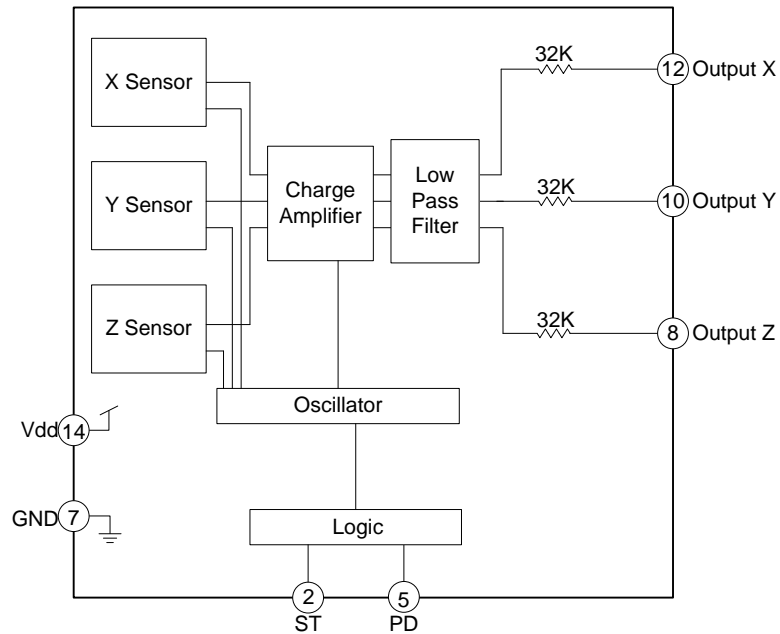 X Sensor
32K
12 Output X
Y Sensor
Charge
Amplifier
Low
Pass
Filter
32K
10 Output Y
Z Sensor
32K
8 Output Z
Oscillator
Vdd 14
GND 7
Logic
2
ST
5
PD